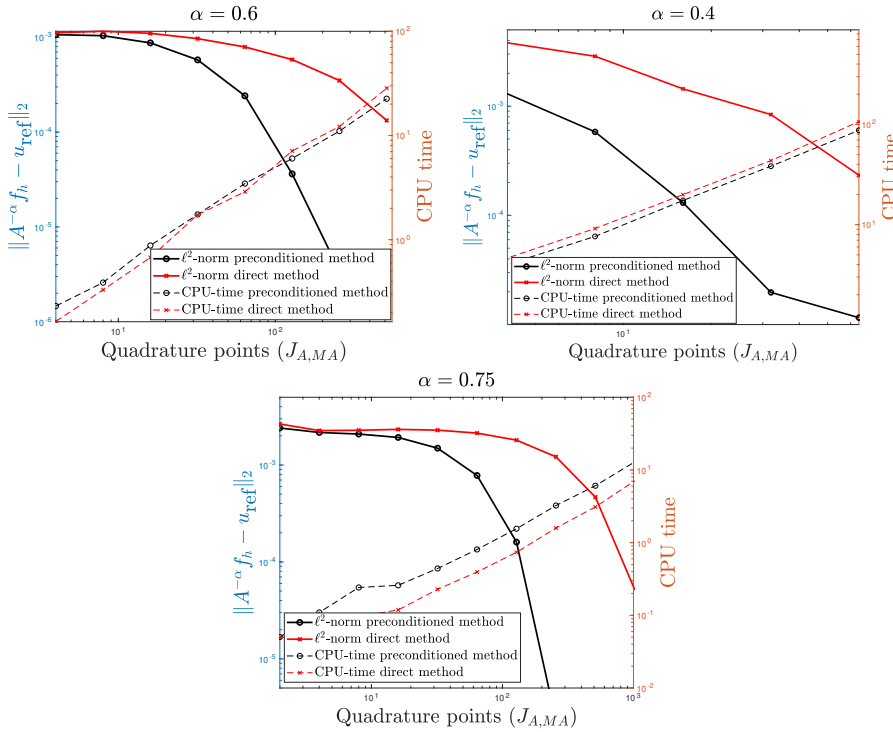 α = 0.6
10^-3
10^-4
10^-5
10^-6
||A^{-α} f_h − u_ref||_2
10^2
10^1
10^0
CPU time
ℓ²-norm preconditioned method
ℓ²-norm direct method
CPU-time preconditioned method
CPU-time direct method
10^1
10^2
Quadrature points (J_{A,MA})
α = 0.4
10^-3
10^-4
||A^{-α} f_h − u_ref||_2
10^2
10^1
CPU time
ℓ²-norm preconditioned method
ℓ²-norm direct method
CPU-time preconditioned method
CPU-time direct method
10^1
Quadrature points (J_{A,MA})
α = 0.75
10^-3
10^-4
10^-5
||A^{-α} f_h − u_ref||_2
10^2
10^1
10^0
10^-1
10^-2
CPU time
ℓ²-norm preconditioned method
ℓ²-norm direct method
CPU-time preconditioned method
CPU-time direct method
10^1
10^2
10^3
Quadrature points (J_{A,MA})